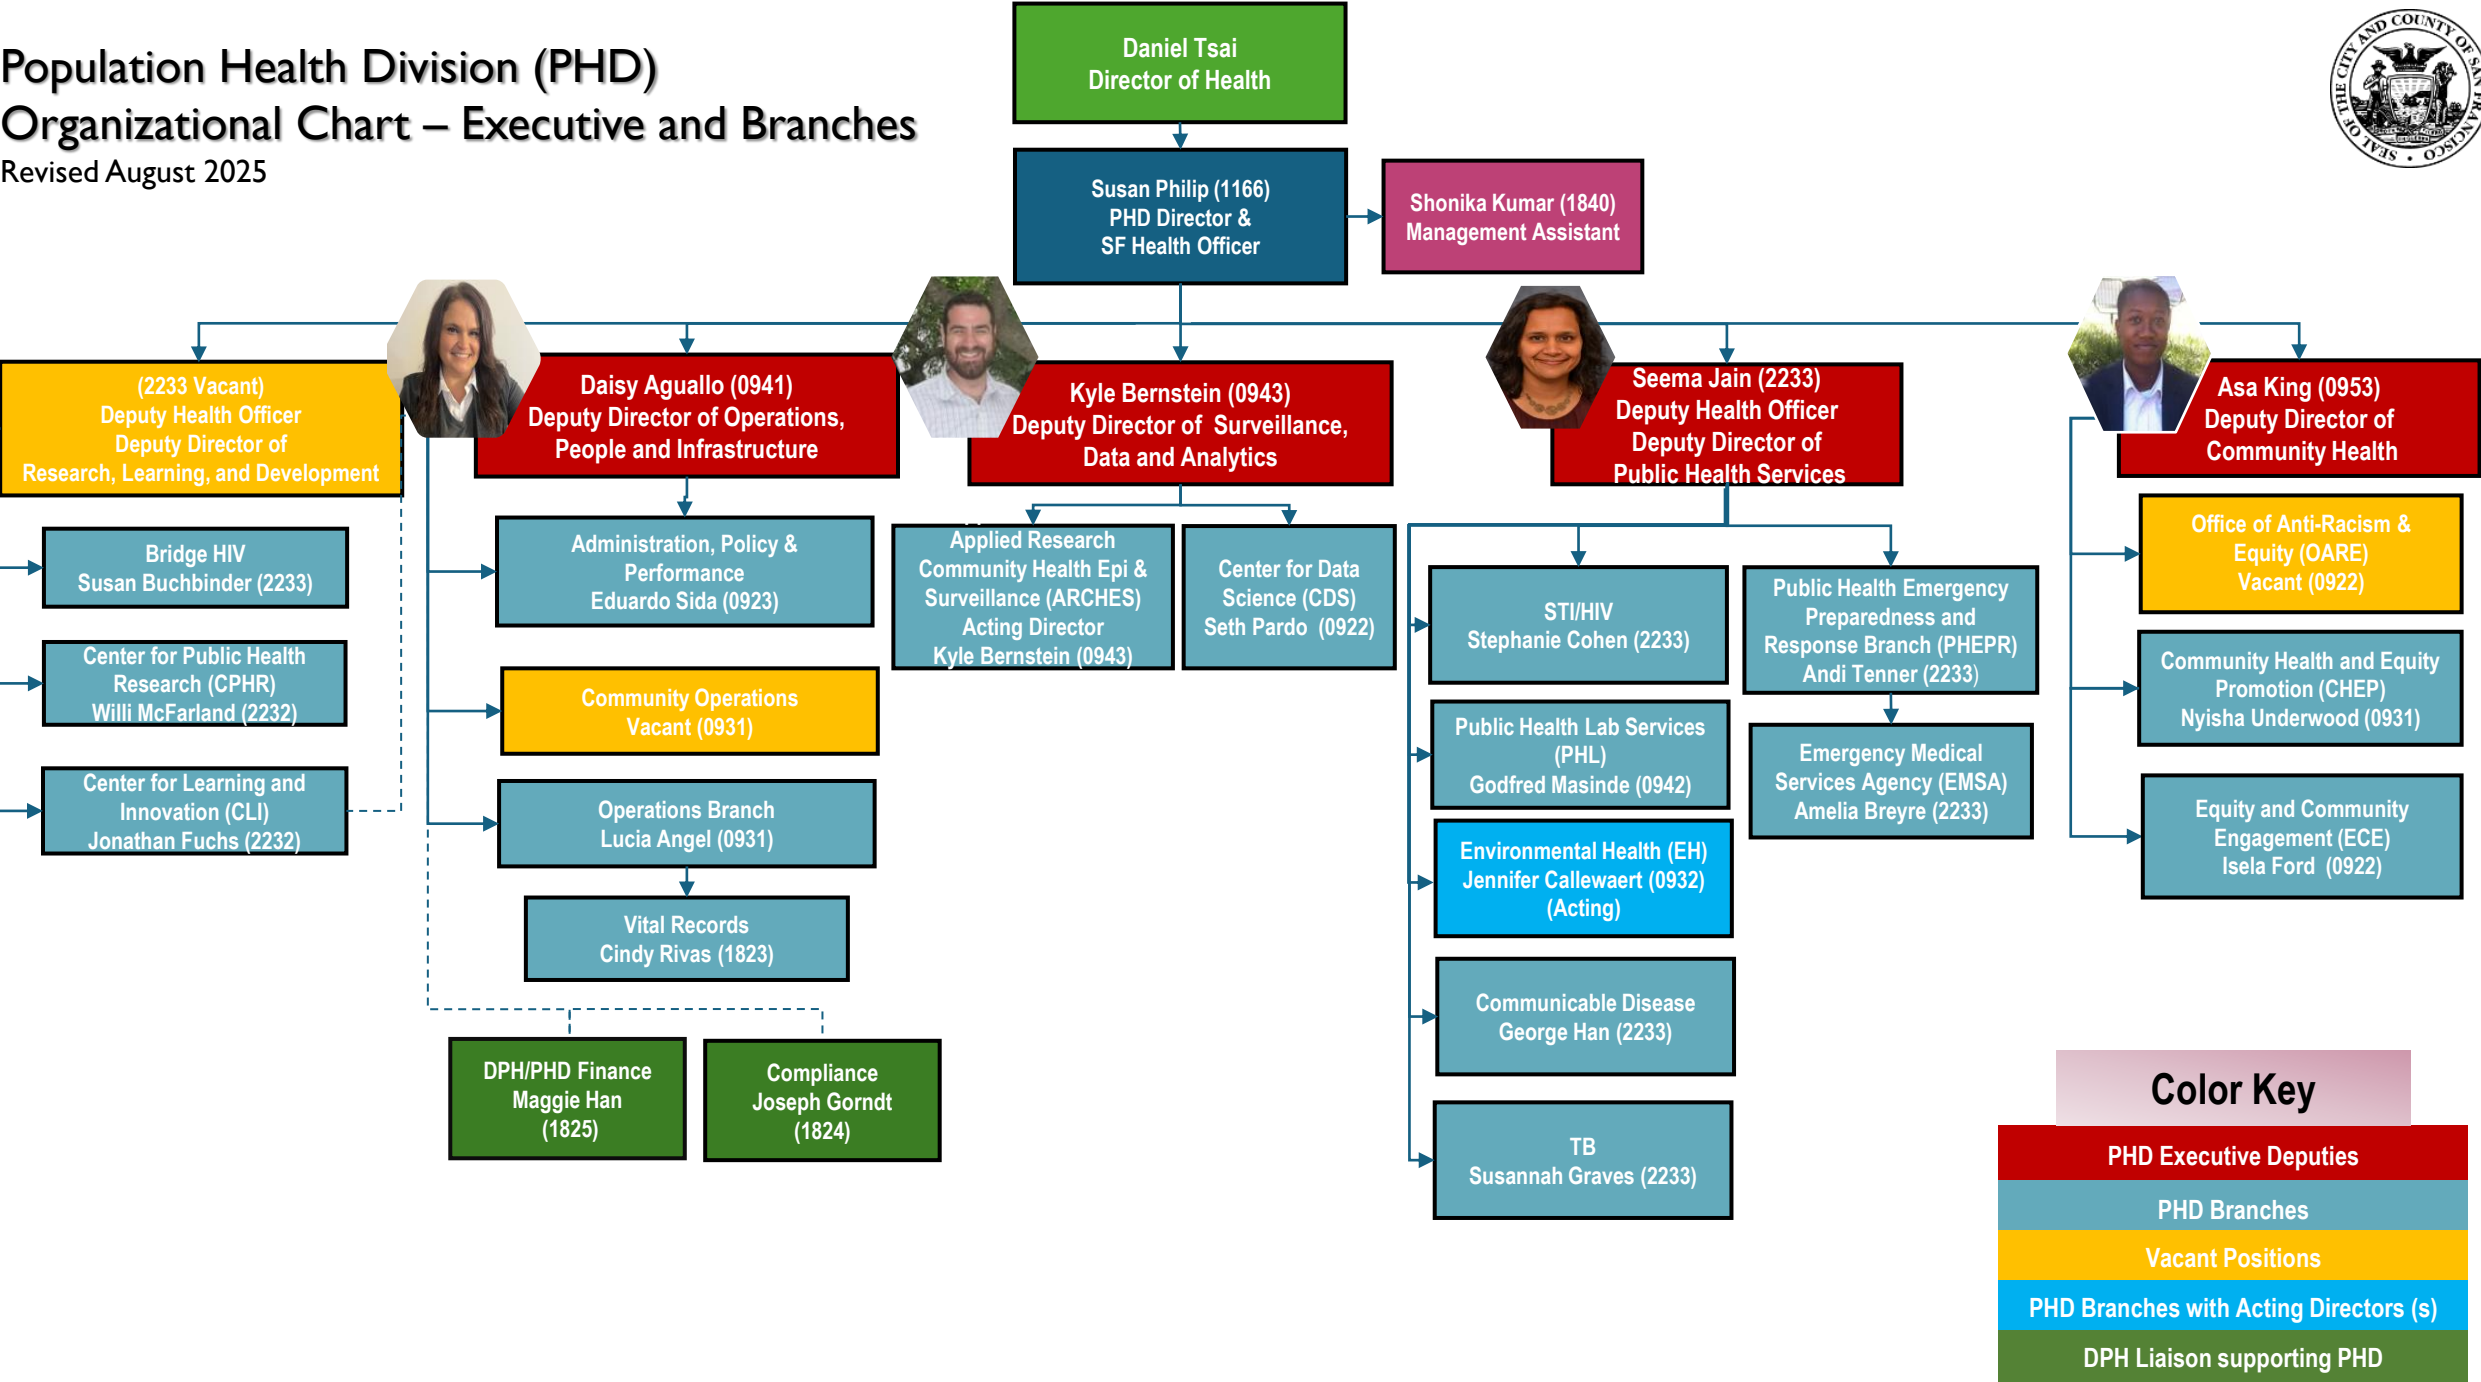 Population Health Division (PHD)
Organizational Chart – Executive and Branches
Revised August 2025
Daniel Tsai
Director of Health
SEAL OF THE CITY AND COUNTY OF SAN FRANCISCO
Susan Philip (1166)
PHD Director &
SF Health Officer
Shonika Kumar (1840)
Management Assistant
(2233 Vacant)
Deputy Health Officer
Deputy Director of
Research, Learning, and Development
Bridge HIV
Susan Buchbinder (2233)
Center for Public Health
Research (CPHR)
Willi McFarland (2232)
Center for Learning and
Innovation (CLI)
Jonathan Fuchs (2232)
Daisy Aguallo (0941)
Deputy Director of Operations,
People and Infrastructure
Administration, Policy &
Performance
Eduardo Sida (0923)
Community Operations
Vacant (0931)
Operations Branch
Lucia Angel (0931)
Vital Records
Cindy Rivas (1823)
DPH/PHD Finance
Maggie Han
(1825)
Compliance
Joseph Gorndt
(1824)
Kyle Bernstein (0943)
Deputy Director of Surveillance,
Data and Analytics
Applied Research
Community Health Epi &
Surveillance (ARCHES)
Acting Director
Kyle Bernstein (0943)
Center for Data
Science (CDS)
Seth Pardo (0922)
Seema Jain (2233)
Deputy Health Officer
Deputy Director of
Public Health Services
STI/HIV
Stephanie Cohen (2233)
Public Health Lab Services
(PHL)
Godfred Masinde (0942)
Environmental Health (EH)
Jennifer Callewaert (0932)
(Acting)
Communicable Disease
George Han (2233)
TB
Susannah Graves (2233)
Public Health Emergency
Preparedness and
Response Branch (PHEPR)
Andi Tenner (2233)
Emergency Medical
Services Agency (EMSA)
Amelia Breyre (2233)
Asa King (0953)
Deputy Director of
Community Health
Office of Anti-Racism &
Equity (OARE)
Vacant (0922)
Community Health and Equity
Promotion (CHEP)
Nyisha Underwood (0931)
Equity and Community
Engagement (ECE)
Isela Ford (0922)
Color Key
PHD Executive Deputies
PHD Branches
Vacant Positions
PHD Branches with Acting Directors (s)
DPH Liaison supporting PHD